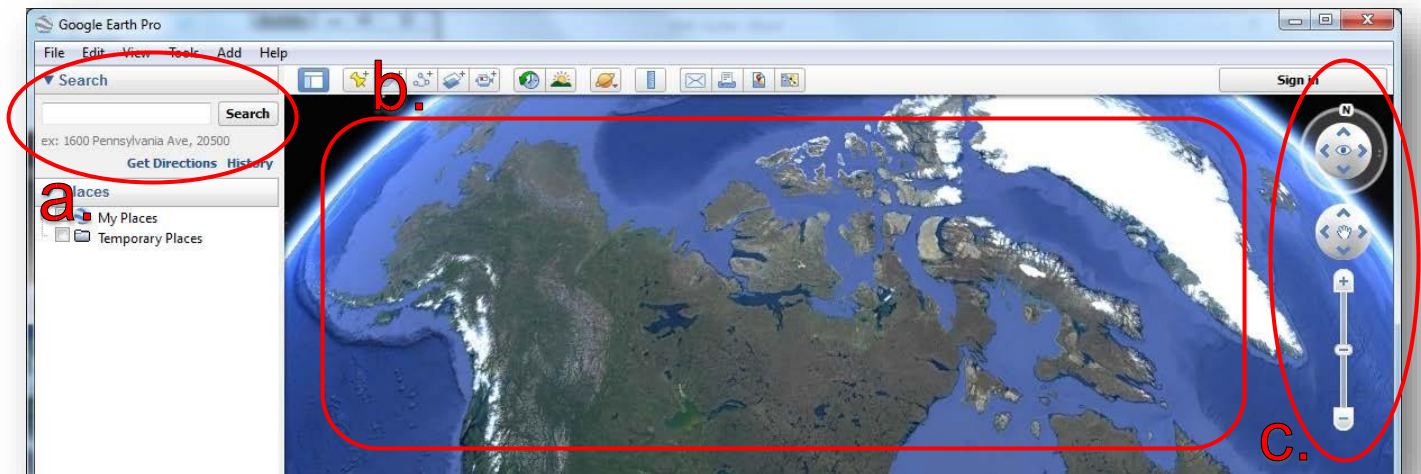 Google Earth Pro
File Edit View Tools Add Help
Search
Sign in
b.
Search
ex: 1600 Pennsylvania Ave, 20500
Get Directions History
N
a.
laces
My Places
Temporary Places
c.